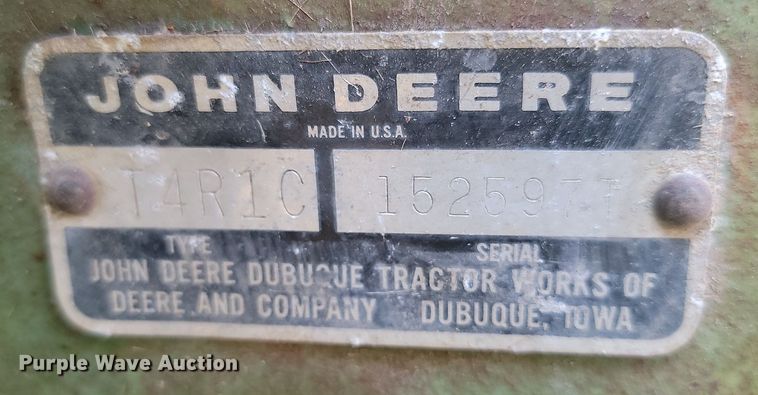 JOHN DEERE
MADE IN U.S.A.
T4R1C 152597T
TYPE SERIAL
JOHN DEERE DUBUQUE TRACTOR WORKS OF
DEERE AND COMPANY DUBUQUE, IOWA
Purple Wave Auction